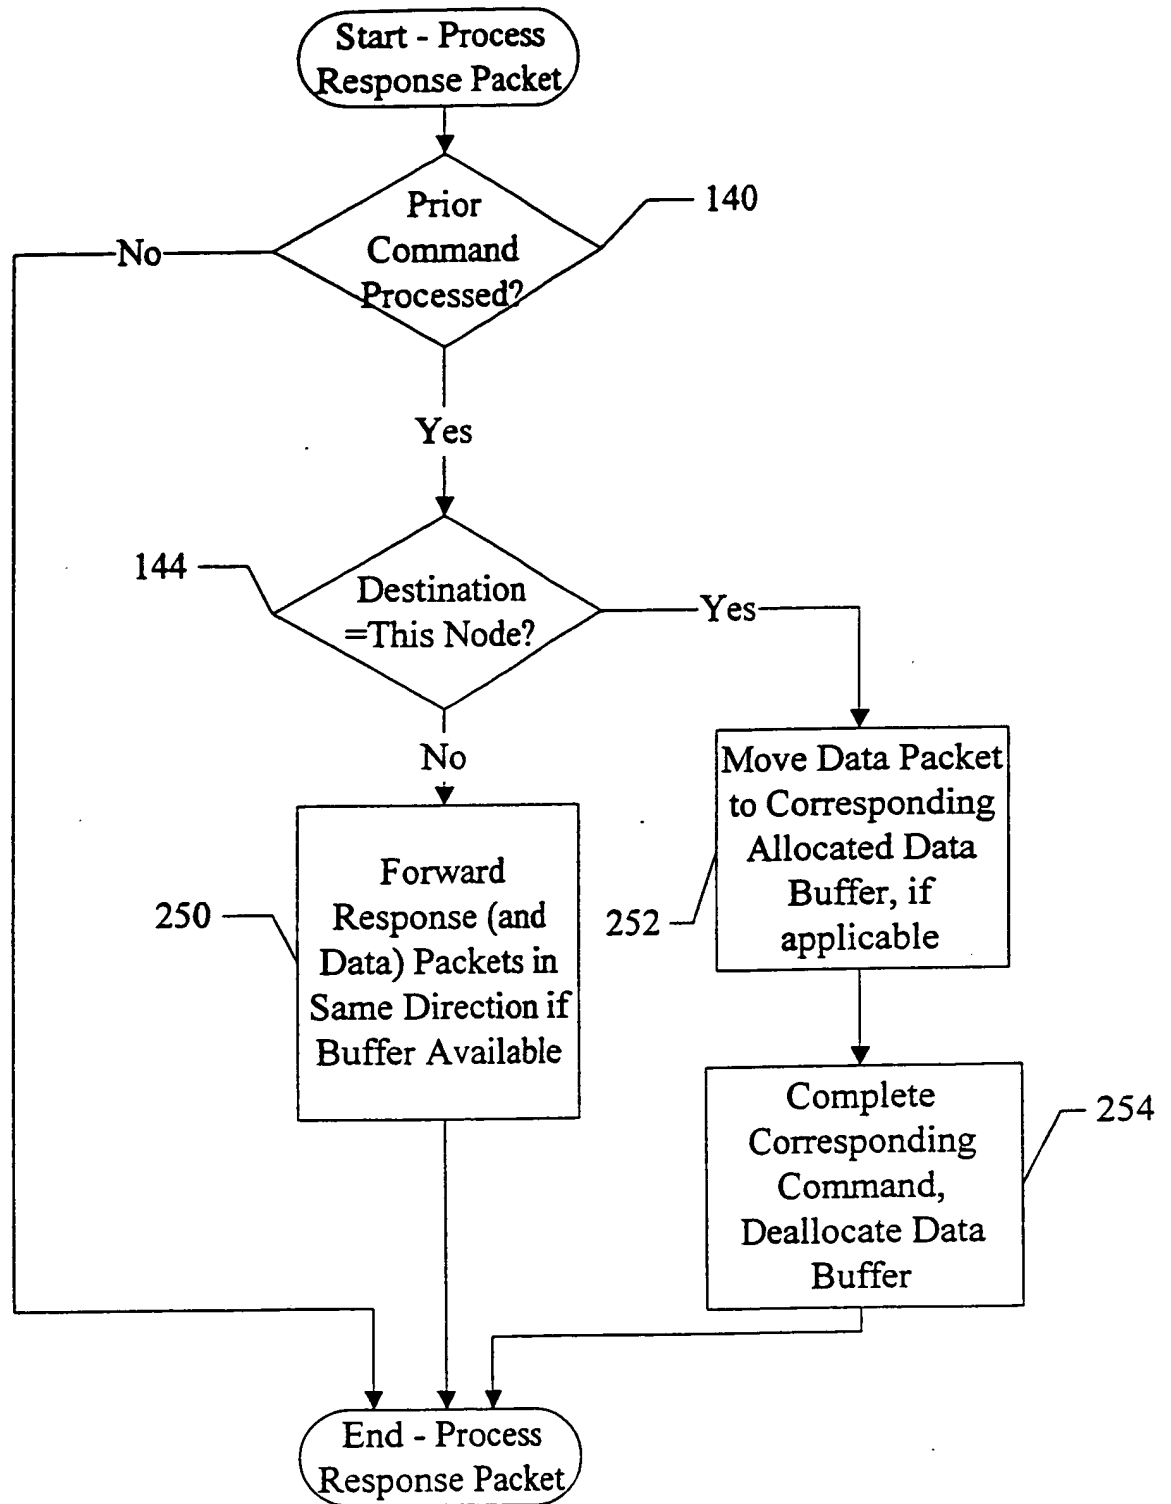 Start - Process
Response Packet
Prior
Command
Processed?
140
No
Yes
144
Destination
=This Node?
Yes
No
Move Data Packet
to Corresponding
Allocated Data
Buffer, if
applicable
252
Forward
Response (and
Data) Packets in
Same Direction if
Buffer Available
250
Complete
Corresponding
Command,
Deallocate Data
Buffer
254
End - Process
Response Packet